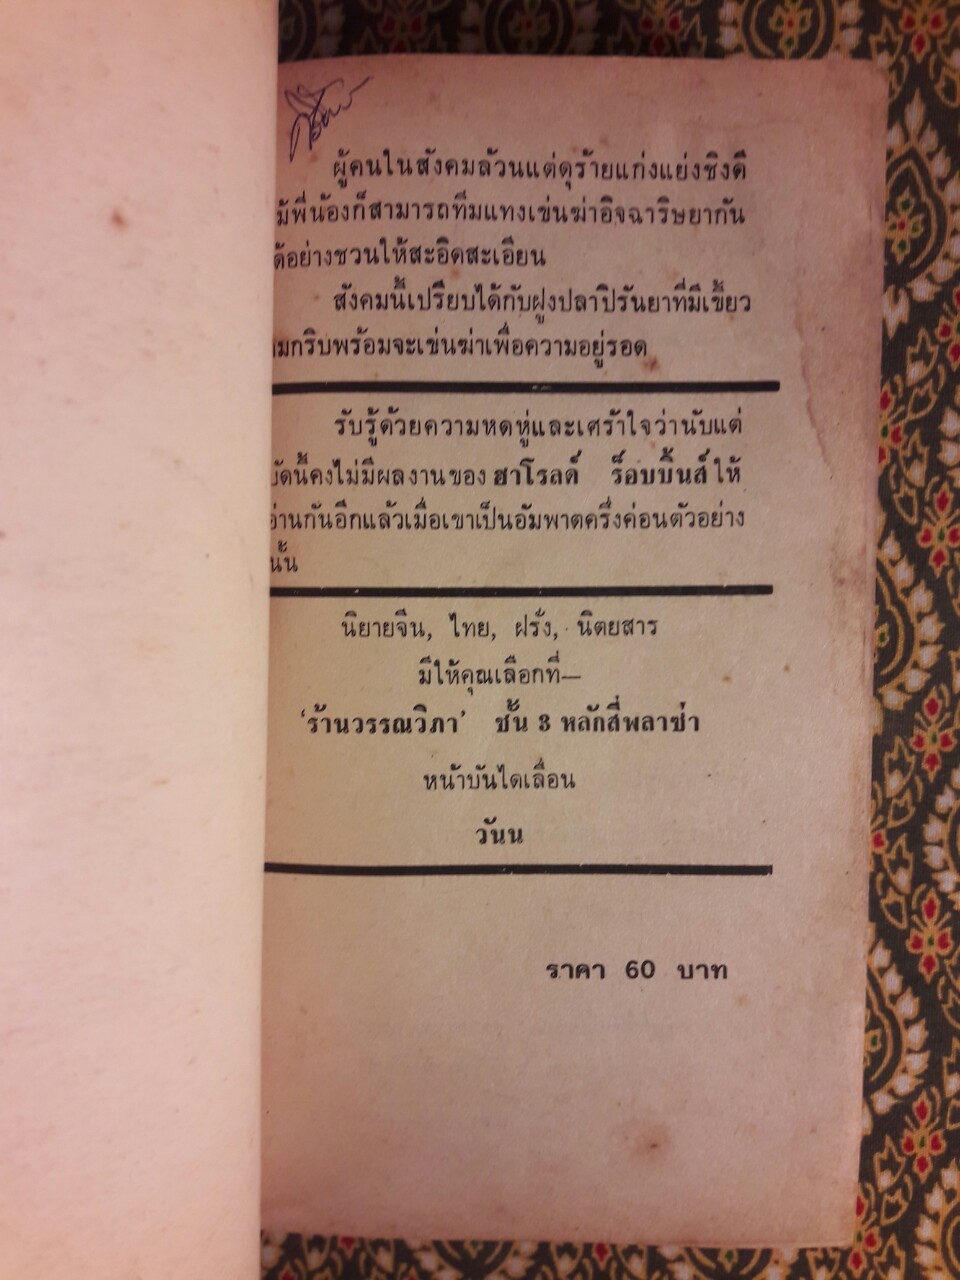 ผู้คนในสังคมล้วนแต่ดุร้ายแก่งแย่งชิงดี
พี่น้องก็สามารถทิ่มแทงเข่นฆ่าอิจฉาริษยากัน
อย่างชวนให้สะอิดสะเอียน
สังคมนี้เปรียบได้กับฝูงปลาปิรันยาที่มีเขี้ยว
คมกริบพร้อมจะเข่นฆ่าเพื่อความอยู่รอด
รับรู้ด้วยความหดหู่และเศร้าใจว่านับแต่
บัดนี้คงไม่มีผลงานของ ฮาโรลด์ ร็อบบิ้นส์ ให้
อ่านกันอีกแล้วเมื่อเขาเป็นอัมพาตครึ่งค่อนตัวอย่าง
นั้น
นิยายจีน, ไทย, ฝรั่ง, นิตยสาร
มีให้คุณเลือกที่—
'ร้านวรรณวิภา' ชั้น 3 หลักสี่พลาซ่า
หน้าบันไดเลื่อน
วันน
ราคา 60 บาท